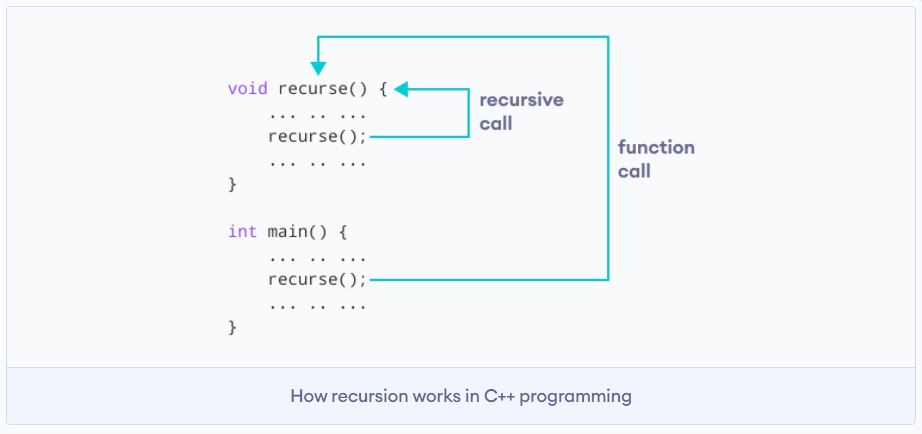 void recurse() {
... .. ...
recurse();
... .. ...
}
recursive
call
function
call
int main() {
... .. ...
recurse();
... .. ...
}
How recursion works in C++ programming